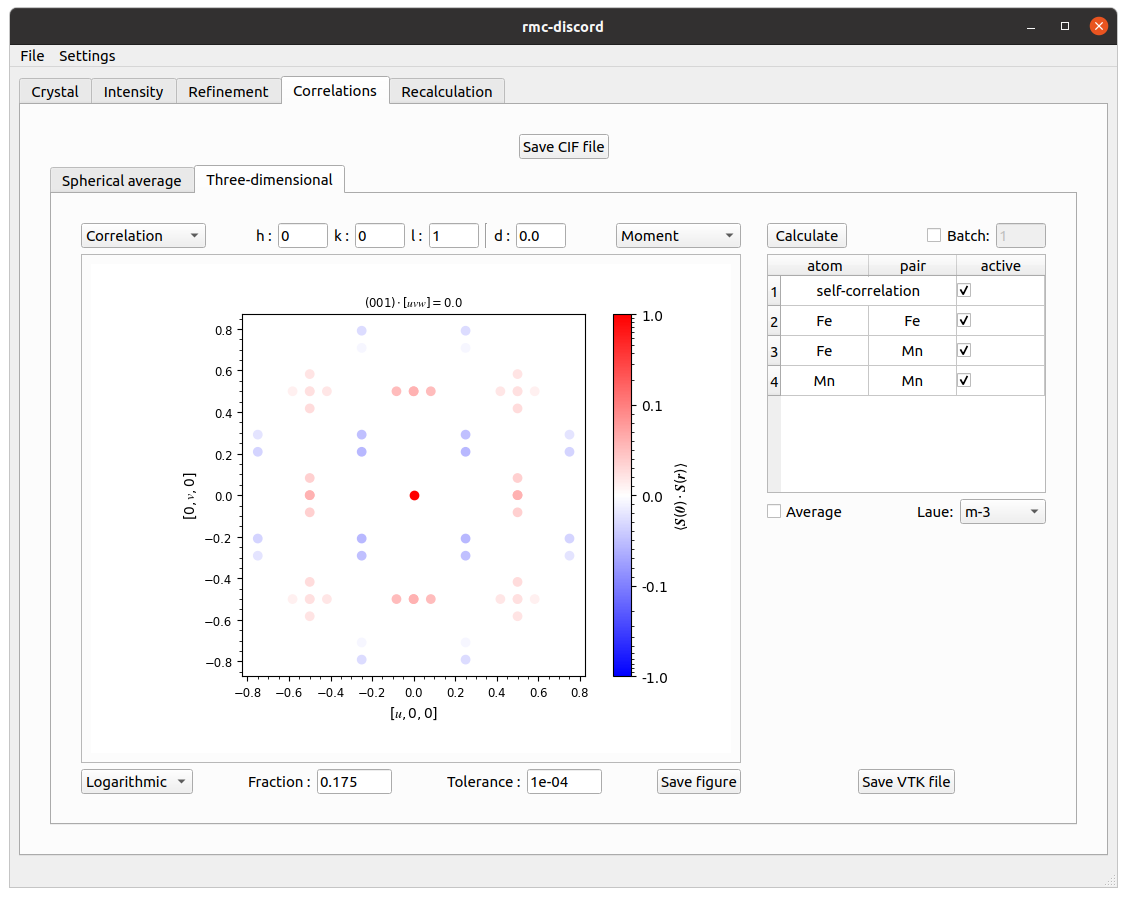 rmc-discord
File Settings
Crystal Intensity Refinement Correlations Recalculation
Save CIF file
Spherical average Three-dimensional
Correlation h : 0 k : 0 l : 1 d : 0.0 Moment Calculate Batch: 1
atom pair active
1 self-correlation
2 Fe Fe
3 Fe Mn
4 Mn Mn
Average Laue: m-3
(001) · [uvw] = 0.0
0.8
0.6
0.4
0.2
0.0
−0.2
−0.4
−0.6
−0.8
[0, v, 0]
−0.8 −0.6 −0.4 −0.2 0.0 0.2 0.4 0.6 0.8
[u, 0, 0]
1.0
0.1
0.0
-0.1
-1.0
⟨S(0) · S(r)⟩
Logarithmic Fraction : 0.175 Tolerance : 1e-04 Save figure Save VTK file